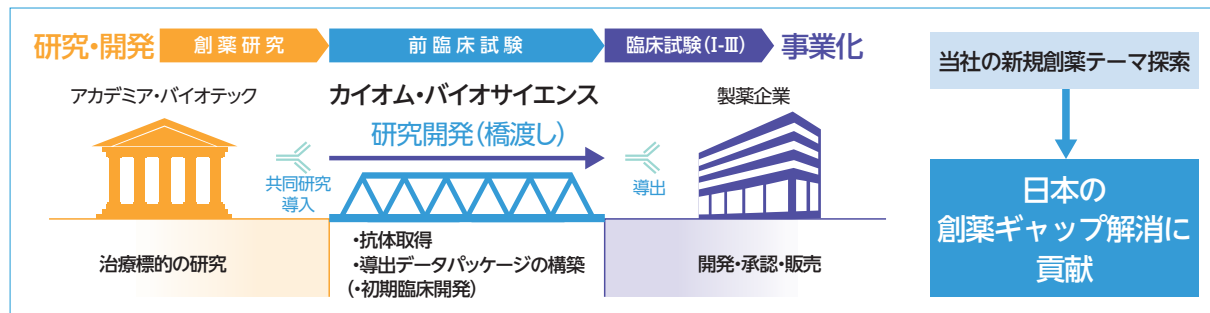 研究・開発
創薬研究
前臨床試験
臨床試験(I-III)
事業化
アカデミア・バイオテック
カイオム・バイオサイエンス
製薬企業
研究開発(橋渡し)
共同研究
導入
導出
治療標的の研究
・抗体取得
・導出データパッケージの構築
(・初期臨床開発)
開発・承認・販売
当社の新規創薬テーマ探索
日本の
創薬ギャップ解消に
貢献